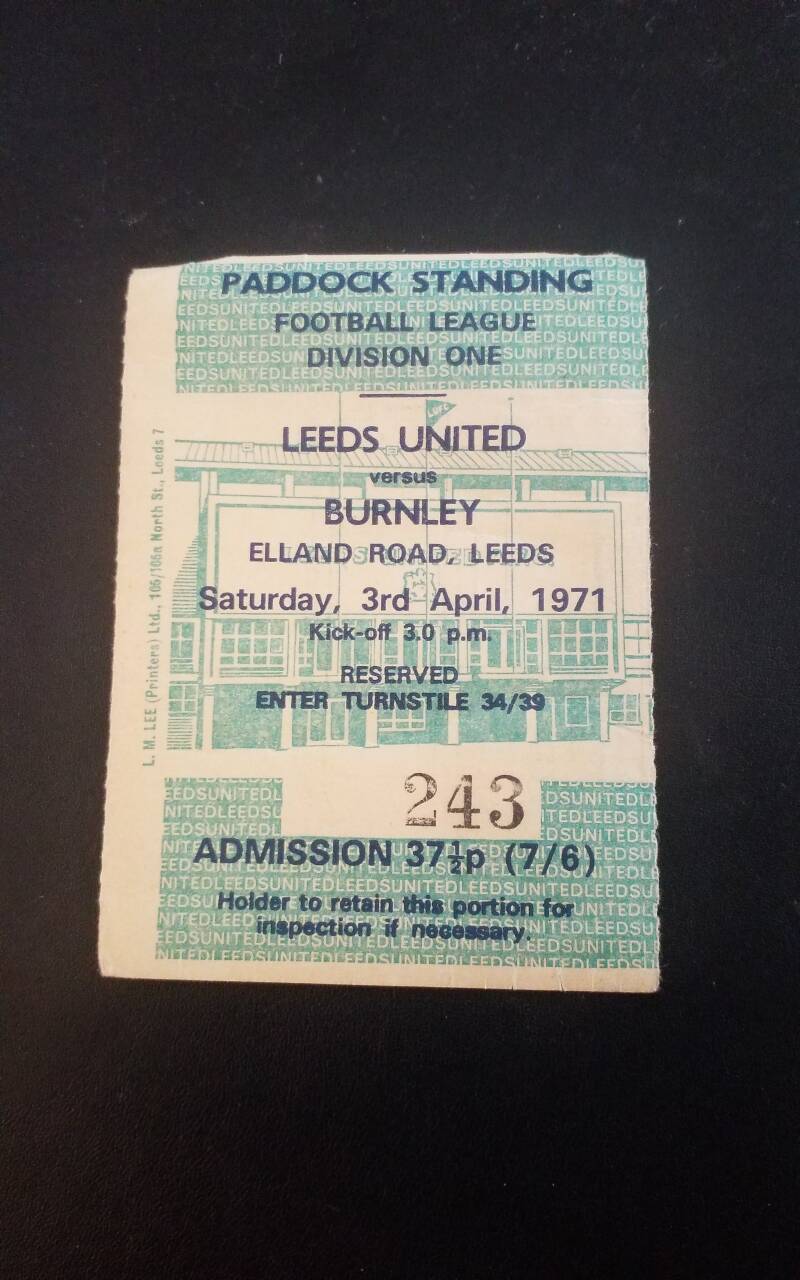 PADDOCK STANDING
FOOTBALL LEAGUE
DIVISION ONE
LUFC
LEEDS UNITED
versus
BURNLEY
ELLAND ROAD, LEEDS
Saturday, 3rd April, 1971
Kick-off 3.0 p.m.
RESERVED
ENTER TURNSTILE 34/39
243
ADMISSION 37½p (7/6)
Holder to retain this portion for
inspection if necessary.
L. M. LEE (Printers) Ltd., 106/106a North St., Leeds 7